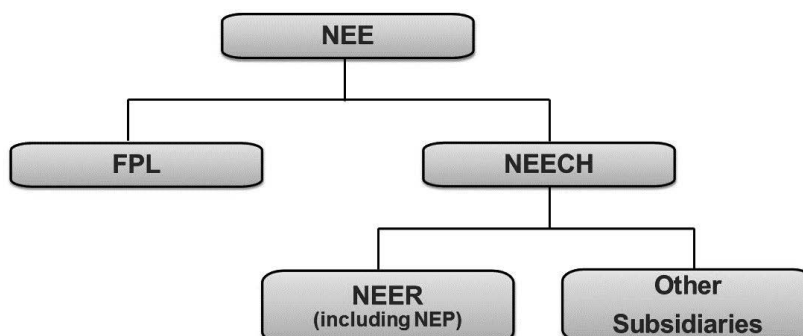 NEE
FPL
NEECH
NEER
(including NEP)
Other
Subsidiaries